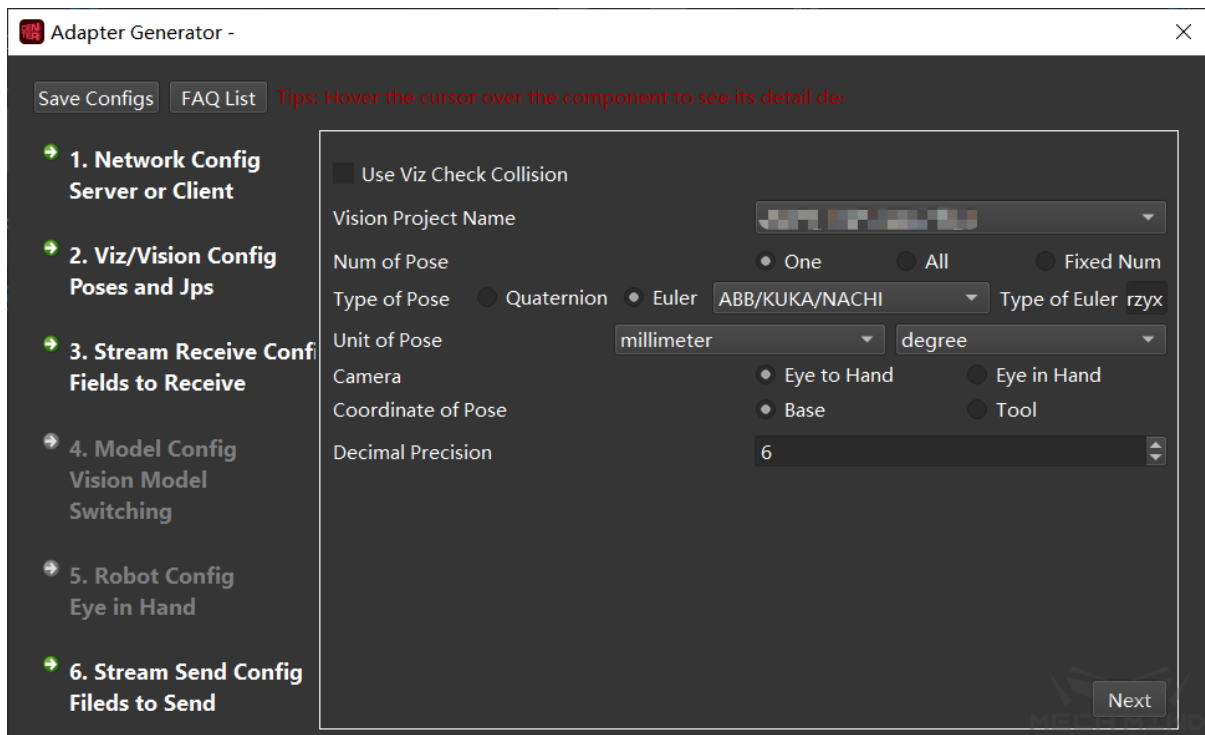 Adapter Generator -
Save Configs FAQ List Tips: Hover the cursor over the component to see its detail de
1. Network Config
Server or Client
2. Viz/Vision Config
Poses and Jps
3. Stream Receive Confi
Fields to Receive
4. Model Config
Vision Model
Switching
5. Robot Config
Eye in Hand
6. Stream Send Config
Fileds to Send
Use Viz Check Collision
Vision Project Name
Num of Pose One All Fixed Num
Type of Pose Quaternion Euler ABB/KUKA/NACHI Type of Euler rzyx
Unit of Pose millimeter degree
Camera Eye to Hand Eye in Hand
Coordinate of Pose Base Tool
Decimal Precision 6
Next
MECH MIND